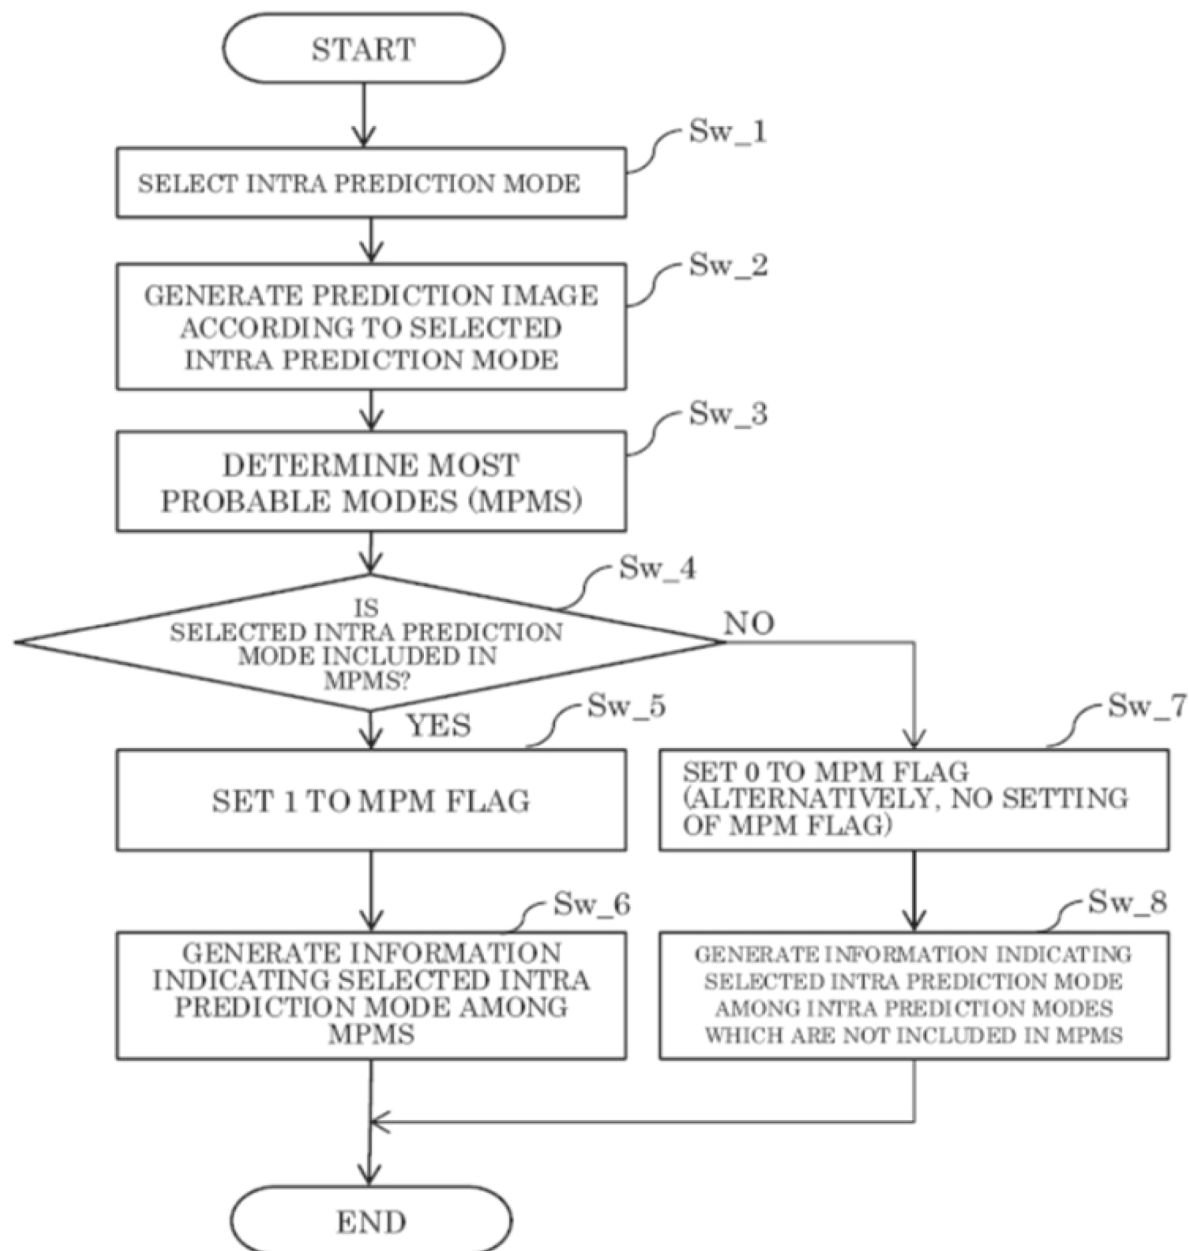 START
Sw_1
SELECT INTRA PREDICTION MODE
Sw_2
GENERATE PREDICTION IMAGE
ACCORDING TO SELECTED
INTRA PREDICTION MODE
Sw_3
DETERMINE MOST
PROBABLE MODES (MPMS)
Sw_4
IS
SELECTED INTRA PREDICTION
MODE INCLUDED IN
MPMS?
NO
YES
Sw_5
SET 1 TO MPM FLAG
Sw_7
SET 0 TO MPM FLAG
(ALTERNATIVELY, NO SETTING
OF MPM FLAG)
Sw_6
GENERATE INFORMATION
INDICATING SELECTED INTRA
PREDICTION MODE AMONG
MPMS
Sw_8
GENERATE INFORMATION INDICATING
SELECTED INTRA PREDICTION MODE
AMONG INTRA PREDICTION MODES
WHICH ARE NOT INCLUDED IN MPMS
END